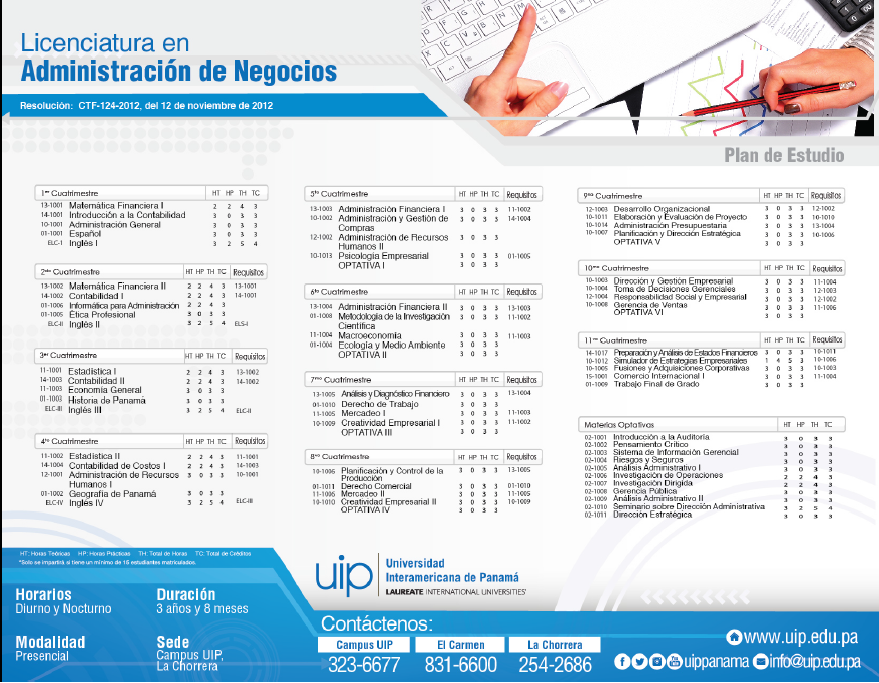 Licenciatura en
Administración de Negocios
Resolución: CTF-124-2012, del 12 de noviembre de 2012
Plan de Estudio
1er Cuatrimestre HT HP TH TC
13-1001 Matemática Financiera I 2 2 4 3
14-1001 Introducción a la Contabilidad 3 0 3 3
10-1001 Administración General 3 0 3 3
01-1001 Español 3 0 3 3
ELC-1 Inglés I 3 2 5 4
2do Cuatrimestre HT HP TH TC Requisitos
13-1002 Matemática Financiera II 2 2 4 3 13-1001
14-1002 Contabilidad I 2 2 4 3 14-1001
01-1006 Informática para Administración 2 2 4 3
01-1005 Ética Profesional 3 0 3 3
ELC-II Inglés II 3 2 5 4 ELS-I
3er Cuatrimestre HT HP TH TC Requisitos
11-1001 Estadística I 2 2 4 3 13-1002
14-1003 Contabilidad II 2 2 4 3 14-1002
11-1003 Economía General 3 0 3 3
01-1003 Historia de Panamá 3 0 3 3
ELC-III Inglés III 3 2 5 4 ELC-II
4to Cuatrimestre HT HP TH TC Requisitos
11-1002 Estadística II 2 2 4 3 11-1001
14-1004 Contabilidad de Costos I 2 2 4 3 14-1003
12-1001 Administración de Recursos 3 0 3 3 10-1001
Humanos I
01-1002 Geografía de Panamá 3 0 3 3
ELC-IV Inglés IV 3 2 5 4 ELC-III
5to Cuatrimestre HT HP TH TC Requisitos
13-1003 Administración Financiera I 3 0 3 3 11-1002
10-1002 Administración y Gestión de 3 0 3 3 14-1004
Compras
12-1002 Administración de Recursos 3 0 3 3
Humanos II
10-1013 Psicología Empresarial 3 0 3 3 01-1005
OPTATIVA I 3 0 3 3
6to Cuatrimestre HT HP TH TC Requisitos
13-1004 Administración Financiera II 3 0 3 3 13-1003
01-1008 Metodología de la Investigación 3 0 3 3 11-1002
Científica
11-1004 Macroeconomía 3 0 3 3 11-1003
01-1004 Ecología y Medio Ambiente 3 0 3 3
OPTATIVA II 3 0 3 3
7mo Cuatrimestre HT HP TH TC Requisitos
13-1005 Análisis y Diagnóstico Financiero 3 0 3 3 13-1004
01-1010 Derecho de Trabajo 3 0 3 3
11-1005 Mercadeo I 3 0 3 3 11-1003
10-1009 Creatividad Empresarial I 3 0 3 3 11-1002
OPTATIVA III 3 0 3 3
8vo Cuatrimestre HT HP TH TC Requisitos
10-1006 Planificación y Control de la 3 0 3 3 13-1005
Producción
01-1011 Derecho Comercial 3 0 3 3 01-1010
11-1006 Mercadeo II 3 0 3 3 11-1005
10-1010 Creatividad Empresarial II 3 0 3 3 10-1009
OPTATIVA IV 3 0 3 3
9no Cuatrimestre HT HP TH TC Requisitos
12-1003 Desarrollo Organizacional 3 0 3 3 12-1002
10-1011 Elaboración y Evaluación de Proyecto 3 0 3 3 10-1010
10-1014 Administración Presupuestaria 3 0 3 3 13-1004
10-1007 Planificación y Dirección Estratégica 3 0 3 3 10-1006
OPTATIVA V 3 0 3 3
10mo Cuatrimestre HT HP TH TC Requisitos
10-1003 Dirección y Gestión Empresarial 3 0 3 3 11-1004
10-1004 Toma de Decisiones Gerenciales 3 0 3 3 12-1003
12-1004 Responsabilidad Social y Empresarial 3 0 3 3 12-1002
10-1008 Gerencia de Ventas 3 0 3 3 11-1006
OPTATIVA VI 3 0 3 3
11mo Cuatrimestre HT HP TH TC Requisitos
14-1017 Preparación y Análisis de Estados Financieros 3 0 3 3 10-1011
10-1012 Simulador de Estrategias Empresariales 1 4 5 3 10-1006
10-1005 Fusiones y Adquisiciones Corporativas 3 0 3 3 10-1003
15-1001 Comercio Internacional I 3 0 3 3 11-1004
01-1009 Trabajo Finall de Grado 3 0 3 3
Materias Optativas HT HP TH TC
02-1001 Introducción a la Auditoria 3 0 3 3
02-1002 Pensamiento Crítico 3 0 3 3
02-1003 Sistema de Información Gerencial 3 0 3 3
02-1004 Riesgos y Seguros 3 0 3 3
02-1005 Análisis Administrativo I 3 0 3 3
02-1006 Investigación de Operaciones 2 2 4 3
02-1007 Investigación Dirigida 2 2 4 3
02-1008 Gerencia Pública 3 0 3 3
02-1009 Análisis Administrativo II 3 0 3 3
02-1010 Seminario sobre Dirección Administrativa 3 2 5 4
02-1011 Dirección Estratégica 3 0 3 3
HT: Horas Teóricas HP: Horas Prácticas TH: Total de Horas TC: Total de Créditos
*Solo se impartirá si tiene un mínimo de 15 estudiantes matriculados.
Horarios
Diurno y Nocturno
Duración
3 años y 8 meses
Modalidad
Presencial
Sede
Campus UIP,
La Chorrera
uip
Universidad
Interamericana de Panamá
LAUREATE INTERNATIONAL UNIVERSITIES
Contáctenos:
Campus UIP
323-6677
El Carmen
831-6600
La Chorrera
254-2686
www.uip.edu.pa
uippanama info@uip.edu.pa